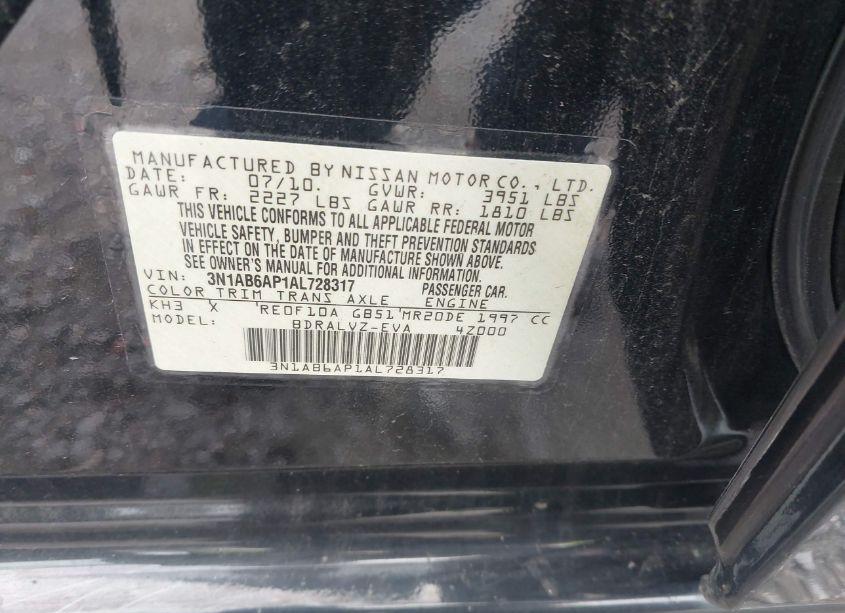 MANUFACTURED BY NISSAN MOTOR CO., LTD.
DATE: 07/10. GVWR: 3951 LBS
GAWR FR: 2227 LBS GAWR RR: 1810 LBS
THIS VEHICLE CONFORMS TO ALL APPLICABLE FEDERAL MOTOR
VEHICLE SAFETY, BUMPER AND THEFT PREVENTION STANDARDS
IN EFFECT ON THE DATE OF MANUFACTURE SHOWN ABOVE.
SEE OWNER'S MANUAL FOR ADDITIONAL INFORMATION.
VIN: 3N1AB6AP1AL728317 PASSENGER CAR.
COLOR TRIM TRANS AXLE ENGINE
KH3 X RE0F10A GB51 MR20DE 1997 CC
MODEL: BDRALVZ-EVA 4Z000
3N1AB6AP1AL728317